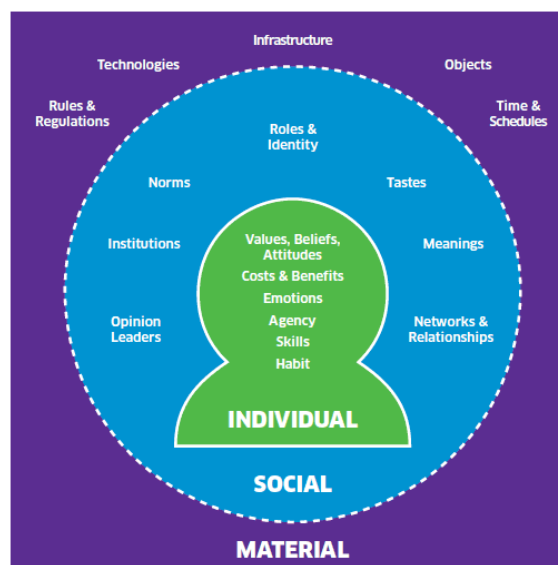 Infrastructure
Technologies
Objects
Rules &
Regulations
Time &
Schedules
Roles &
Identity
Norms
Tastes
Institutions
Meanings
Opinion
Leaders
Networks &
Relationships
Values, Beliefs,
Attitudes
Costs & Benefits
Emotions
Agency
Skills
Habit
INDIVIDUAL
SOCIAL
MATERIAL